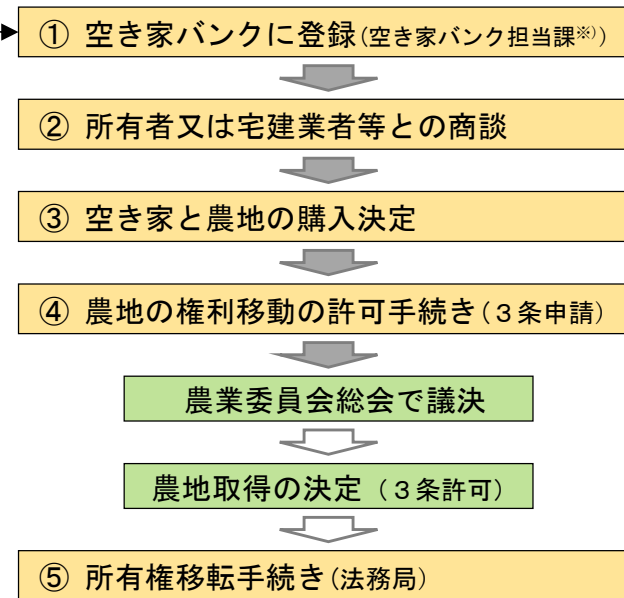 ① 空き家バンクに登録(空き家バンク担当課※)
② 所有者又は宅建業者等との商談
③ 空き家と農地の購入決定
④ 農地の権利移動の許可手続き(3条申請)
農業委員会総会で議決
農地取得の決定(3条許可)
⑤ 所有権移転手続き(法務局)